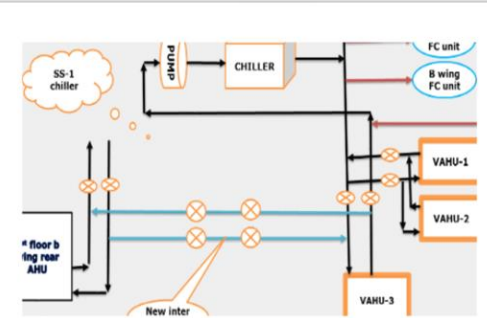 FC unit
PUMP
CHILLER
SS-1
chiller
B wing
FC unit
VAHU-1
VAHU-2
floor b
rear
AHU
VAHU-3
New inter